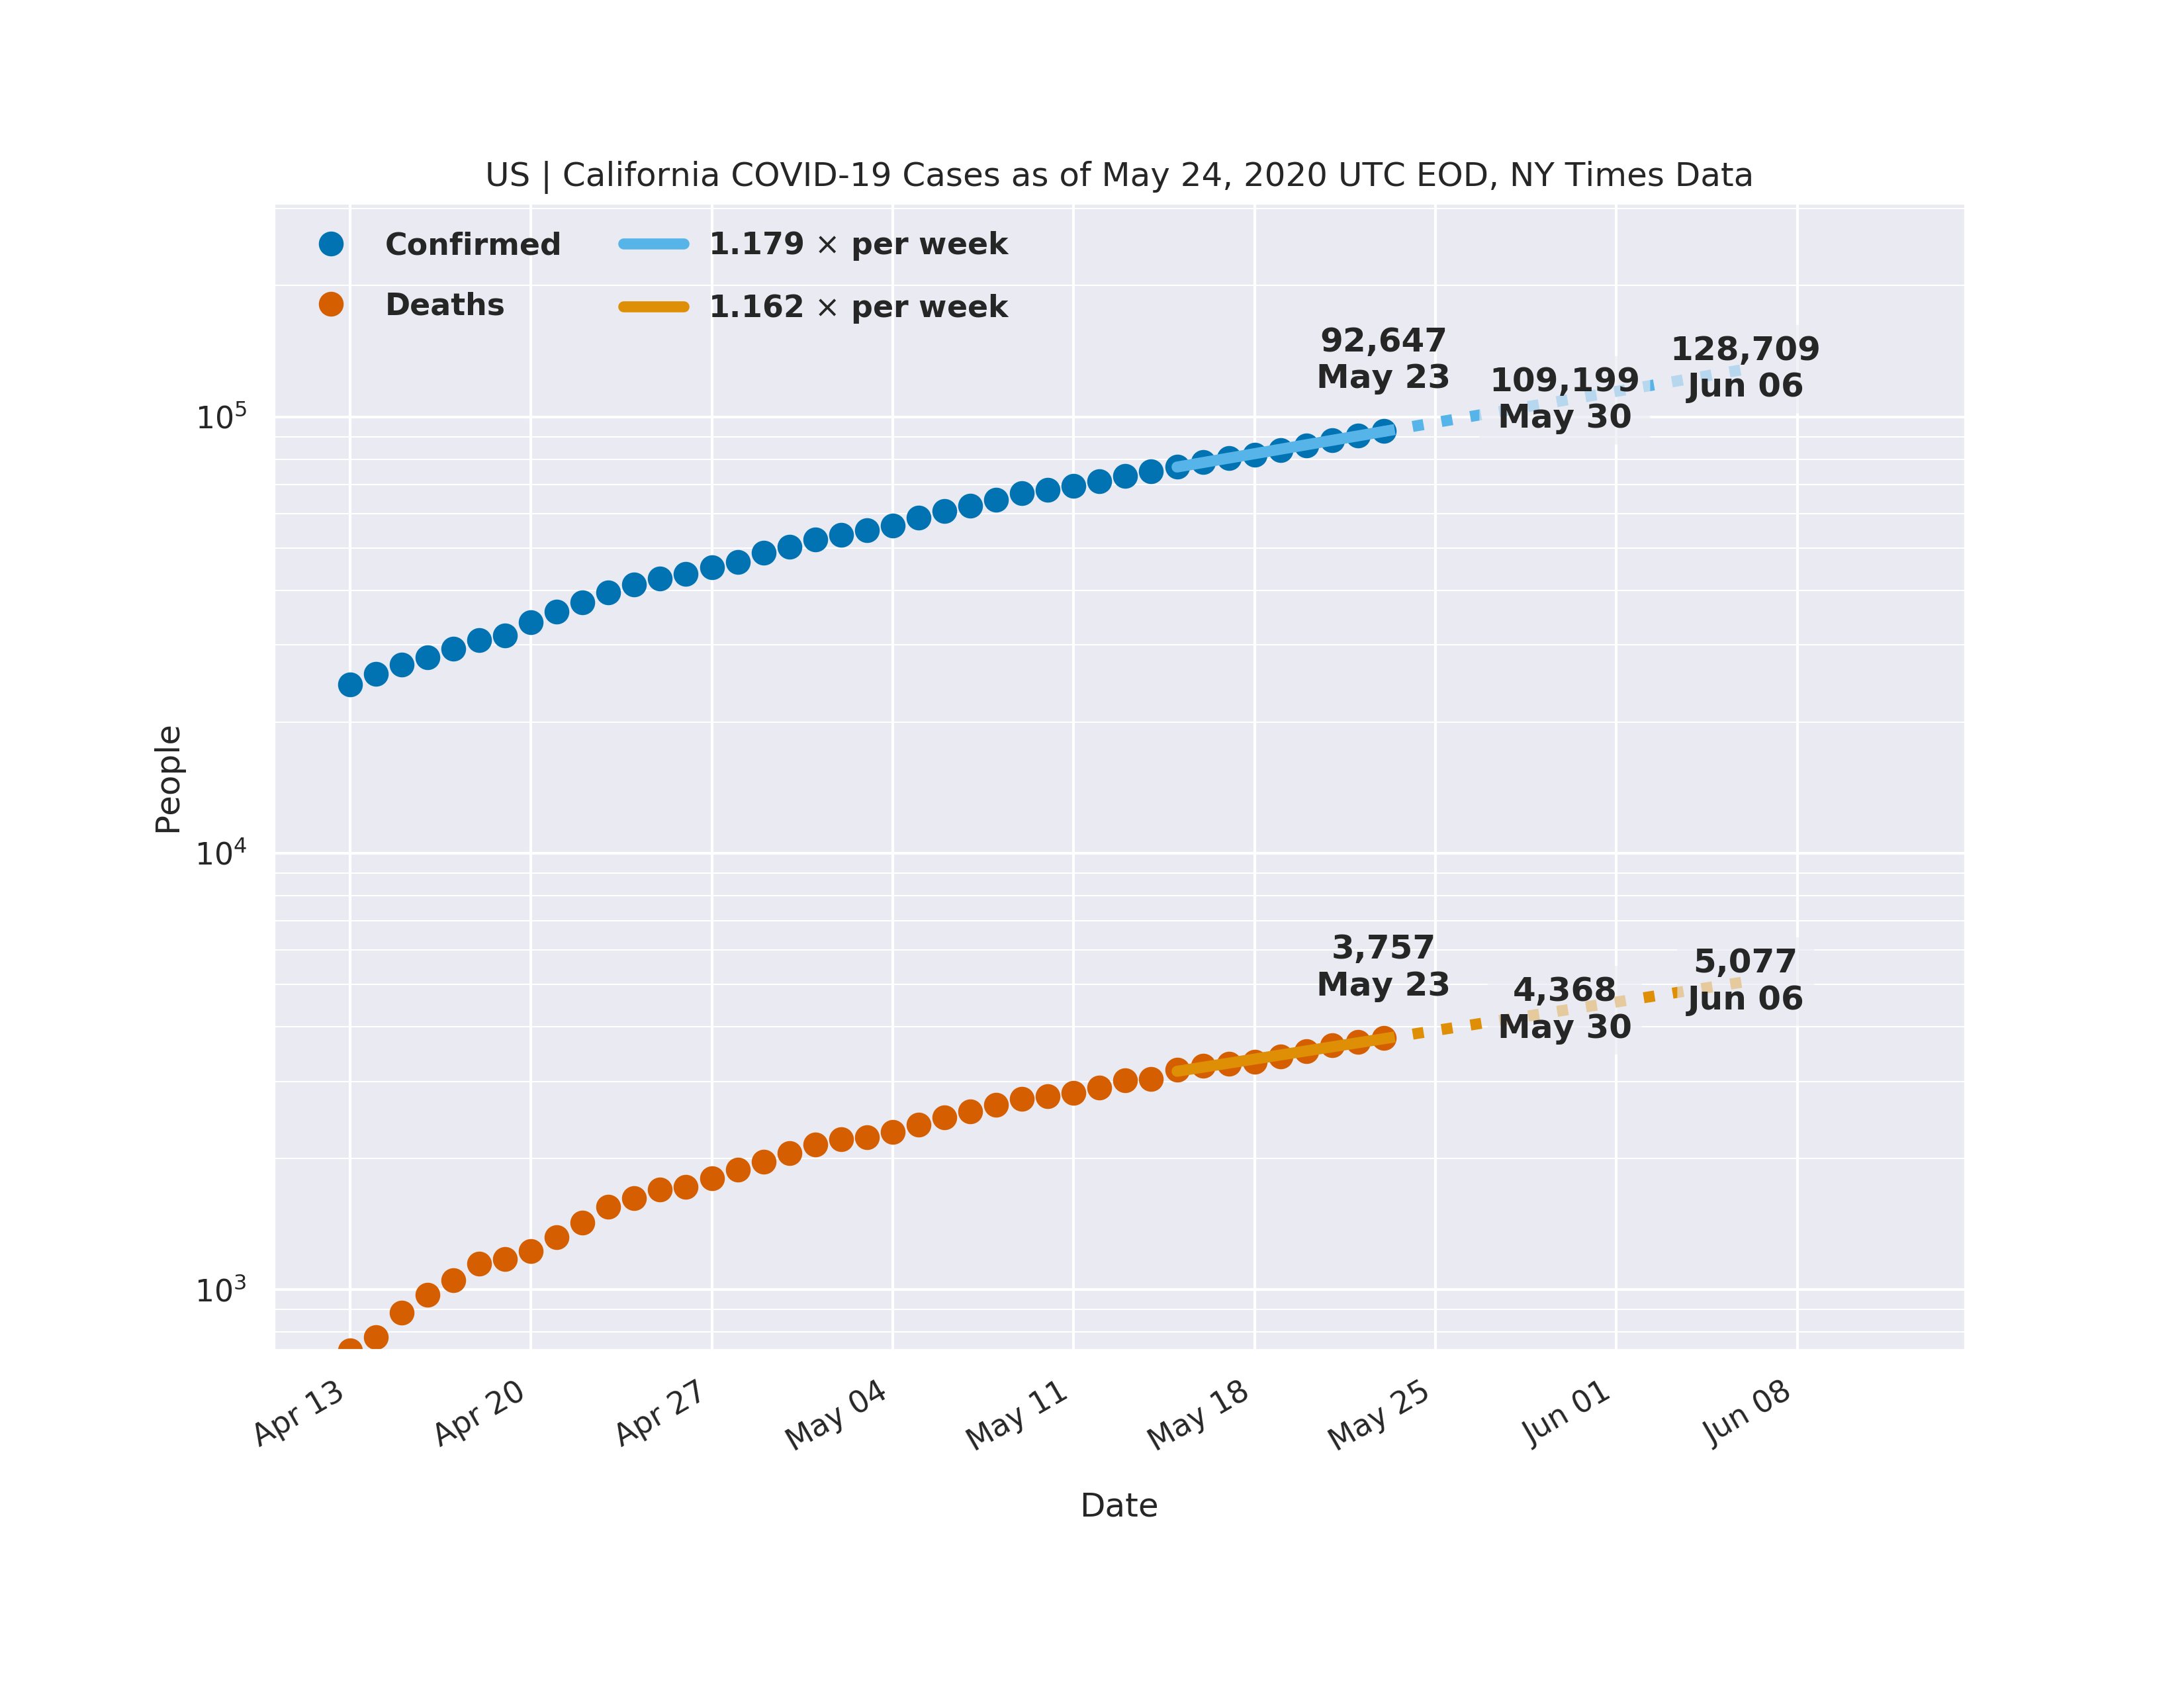 US | California COVID-19 Cases as of May 24, 2020 UTC EOD, NY Times Data
Confirmed
Deaths
1.179 × per week
1.162 × per week
92,647
May 23
109,199
May 30
128,709
Jun 06
3,757
May 23
4,368
May 30
5,077
Jun 06
People
10⁵
10⁴
10³
Apr 13
Apr 20
Apr 27
May 04
May 11
May 18
May 25
Jun 01
Jun 08
Date